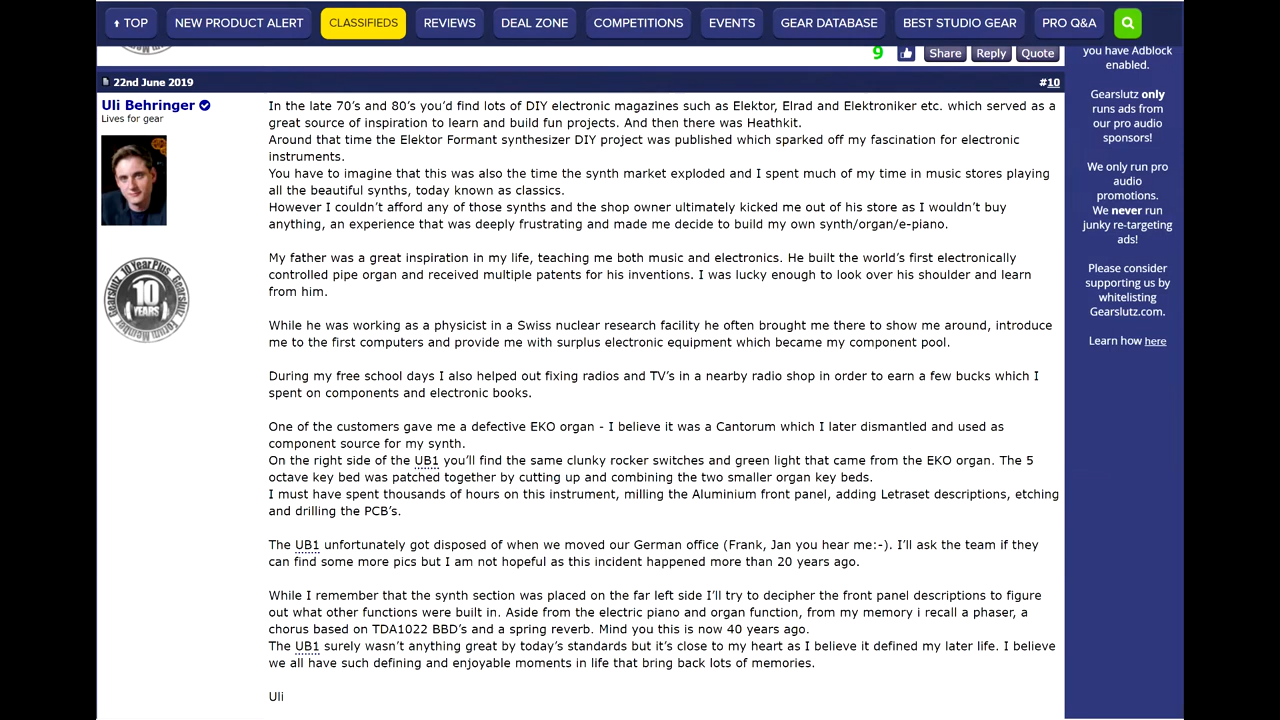 ⬆ TOP
NEW PRODUCT ALERT
CLASSIFIEDS
REVIEWS
DEAL ZONE
COMPETITIONS
EVENTS
GEAR DATABASE
BEST STUDIO GEAR
PRO Q&A
9
Share
Reply
Quote
22nd June 2019
#10
Uli Behringer
Lives for gear
10 Year Plus
Gearslutz
10
YEARS
Forum Member
Gearslutz
In the late 70's and 80's you'd find lots of DIY electronic magazines such as Elektor, Elrad and Elektroniker etc. which served as a
great source of inspiration to learn and build fun projects. And then there was Heathkit.
Around that time the Elektor Formant synthesizer DIY project was published which sparked off my fascination for electronic
instruments.
You have to imagine that this was also the time the synth market exploded and I spent much of my time in music stores playing
all the beautiful synths, today known as classics.
However I couldn't afford any of those synths and the shop owner ultimately kicked me out of his store as I wouldn't buy
anything, an experience that was deeply frustrating and made me decide to build my own synth/organ/e-piano.
My father was a great inspiration in my life, teaching me both music and electronics. He built the world's first electronically
controlled pipe organ and received multiple patents for his inventions. I was lucky enough to look over his shoulder and learn
from him.
While he was working as a physicist in a Swiss nuclear research facility he often brought me there to show me around, introduce
me to the first computers and provide me with surplus electronic equipment which became my component pool.
During my free school days I also helped out fixing radios and TV's in a nearby radio shop in order to earn a few bucks which I
spent on components and electronic books.
One of the customers gave me a defective EKO organ - I believe it was a Cantorum which I later dismantled and used as
component source for my synth.
On the right side of the UB1 you'll find the same clunky rocker switches and green light that came from the EKO organ. The 5
octave key bed was patched together by cutting up and combining the two smaller organ key beds.
I must have spent thousands of hours on this instrument, milling the Aluminium front panel, adding Letraset descriptions, etching
and drilling the PCB's.
The UB1 unfortunately got disposed of when we moved our German office (Frank, Jan you hear me:-). I'll ask the team if they
can find some more pics but I am not hopeful as this incident happened more than 20 years ago.
While I remember that the synth section was placed on the far left side I'll try to decipher the front panel descriptions to figure
out what other functions were built in. Aside from the electric piano and organ function, from my memory i recall a phaser, a
chorus based on TDA1022 BBD's and a spring reverb. Mind you this is now 40 years ago.
The UB1 surely wasn't anything great by today's standards but it's close to my heart as I believe it defined my later life. I believe
we all have such defining and enjoyable moments in life that bring back lots of memories.
Uli
you have Adblock
enabled.
Gearslutz only
runs ads from
our pro audio
sponsors!
We only run pro
audio
promotions.
We never run
junky re-targeting
ads!
Please consider
supporting us by
whitelisting
Gearslutz.com.
Learn how here